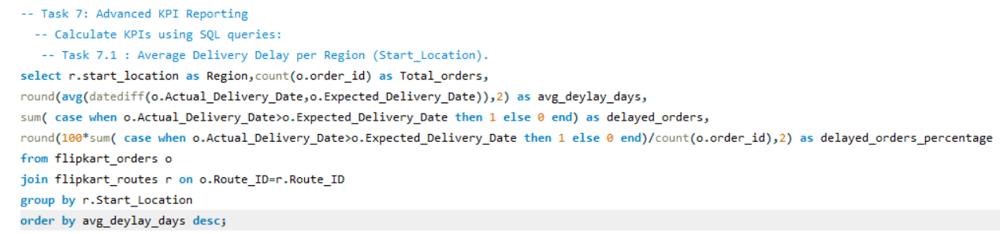 -- Task 7: Advanced KPI Reporting
-- Calculate KPIs using SQL queries:
-- Task 7.1 : Average Delivery Delay per Region (Start_Location).
select r.start_location as Region,count(o.order_id) as Total_orders,
round(avg(datediff(o.Actual_Delivery_Date,o.Expected_Delivery_Date)),2) as avg_deylay_days,
sum( case when o.Actual_Delivery_Date>o.Expected_Delivery_Date then 1 else 0 end) as delayed_orders,
round(100*sum( case when o.Actual_Delivery_Date>o.Expected_Delivery_Date then 1 else 0 end)/count(o.order_id),2) as delayed_orders_percentage
from flipkart_orders o
join flipkart_routes r on o.Route_ID=r.Route_ID
group by r.Start_Location
order by avg_deylay_days desc;